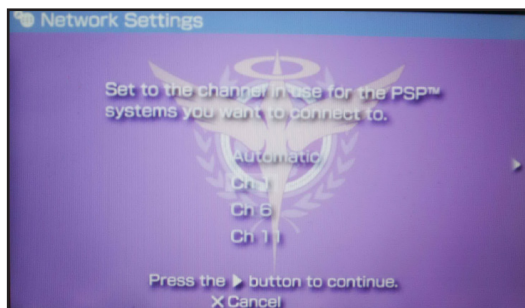 Network Settings
Set to the channel in use for the PSP™
systems you want to connect to.
Automatic
Ch 1
Ch 6
Ch 11
Press the ▶ button to continue.
✕ Cancel